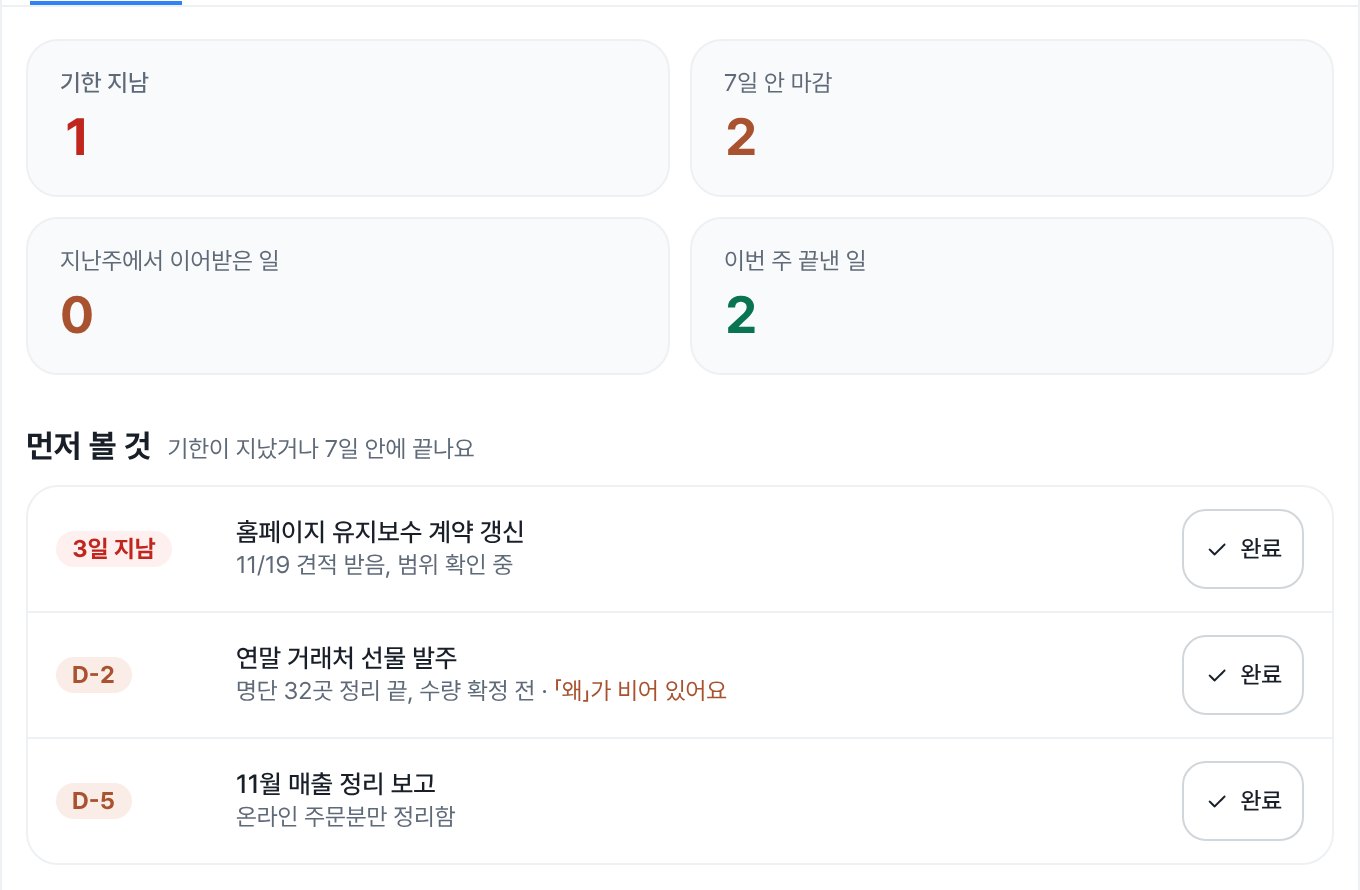 기한 지남
1
7일 안 마감
2
지난주에서 이어받은 일
0
이번 주 끝낸 일
2
먼저 볼 것 기한이 지났거나 7일 안에 끝나요
3일 지남
홈페이지 유지보수 계약 갱신
11/19 견적 받음, 범위 확인 중
완료
D-2
연말 거래처 선물 발주
명단 32곳 정리 끝, 수량 확정 전 · 「왜」가 비어 있어요
완료
D-5
11월 매출 정리 보고
온라인 주문분만 정리함
완료